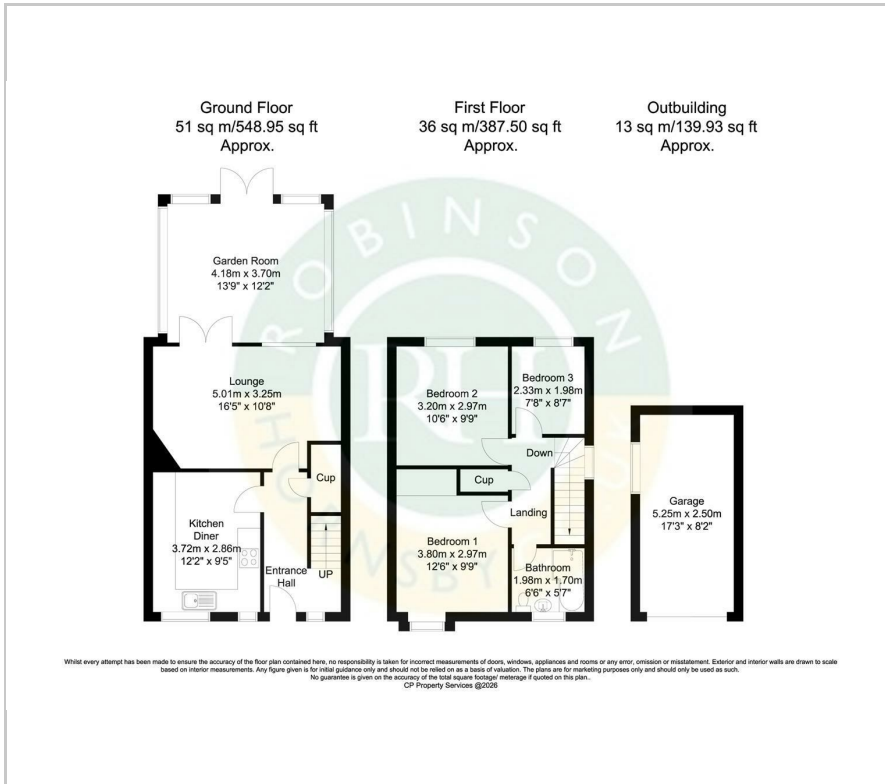 Ground Floor
51 sq m/548.95 sq ft
Approx.
First Floor
36 sq m/387.50 sq ft
Approx.
Outbuilding
13 sq m/139.93 sq ft
Approx.
Garden Room
4.18m x 3.70m
13'9" x 12'2"
Lounge
5.01m x 3.25m
16'5" x 10'8"
Cup
Kitchen
Diner
3.72m x 2.86m
12'2" x 9'5"
Entrance
Hall
UP
Bedroom 2
3.20m x 2.97m
10'6" x 9'9"
Bedroom 3
2.33m x 1.98m
7'8" x 8'7"
Down
Cup
Landing
Bedroom 1
3.80m x 2.97m
12'6" x 9'9"
Bathroom
1.98m x 1.70m
6'6" x 5'7"
Garage
5.25m x 2.50m
17'3" x 8'2"
ROBINSON
RH
HORNSBY UK
Whilst every attempt has been made to ensure the accuracy of the floor plan contained here, no responsibility is taken for incorrect measurements of doors, windows, appliances and rooms or any error, omission or misstatement. Exterior and interior walls are drawn to scale
based on interior measurements. Any figure given is for initial guidance only and should not be relied on as a basis of valuation. The plans are for marketing purposes only and should only be used as such.
No guarantee is given on the accuracy of the total square footage/ meterage if quoted on this plan..
CP Property Services @2026